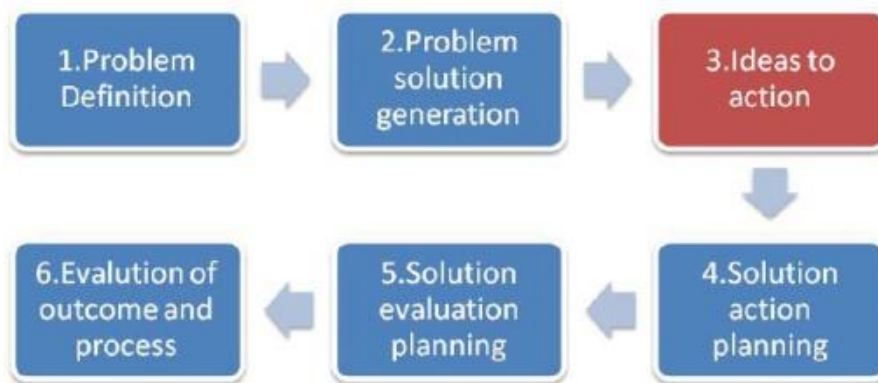 1.Problem
Definition
2.Problem
solution
generation
3.Ideas to
action
4.Solution
action
planning
5.Solution
evaluation
planning
6.Evalution of
outcome and
process